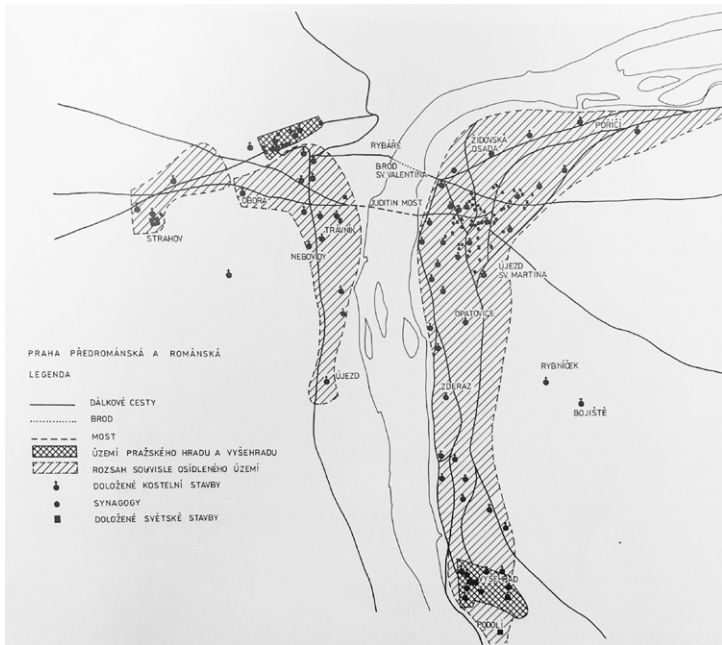 RYBÁŘE
BROD
SV. VALENTINA
ŽIDOVSKÁ
OSADA
POŘÍČÍ
OBORA
JUDITIN MOST
TRÁVNÍK
STRAHOV
NEBOVIDY
ÚJEZD
SV. MARTINA
OPATOVICE
PRAHA PŘEDROMÁNSKÁ A ROMÁNSKÁ
LEGENDA
ÚJEZD
ZDERAZ
RYBNÍČEK
BOJIŠTĚ
DÁLKOVÉ CESTY
BROD
MOST
ÚZEMÍ PRAŽSKÉHO HRADU A VYŠEHRADU
ROZSAH SOUVISLE OSÍDLENÉHO ÚZEMÍ
DOLOŽENÉ KOSTELNÍ STAVBY
SYNAGOGY
DOLOŽENÉ SVĚTSKÉ STAVBY
VYŠEHRAD
PODOLÍ